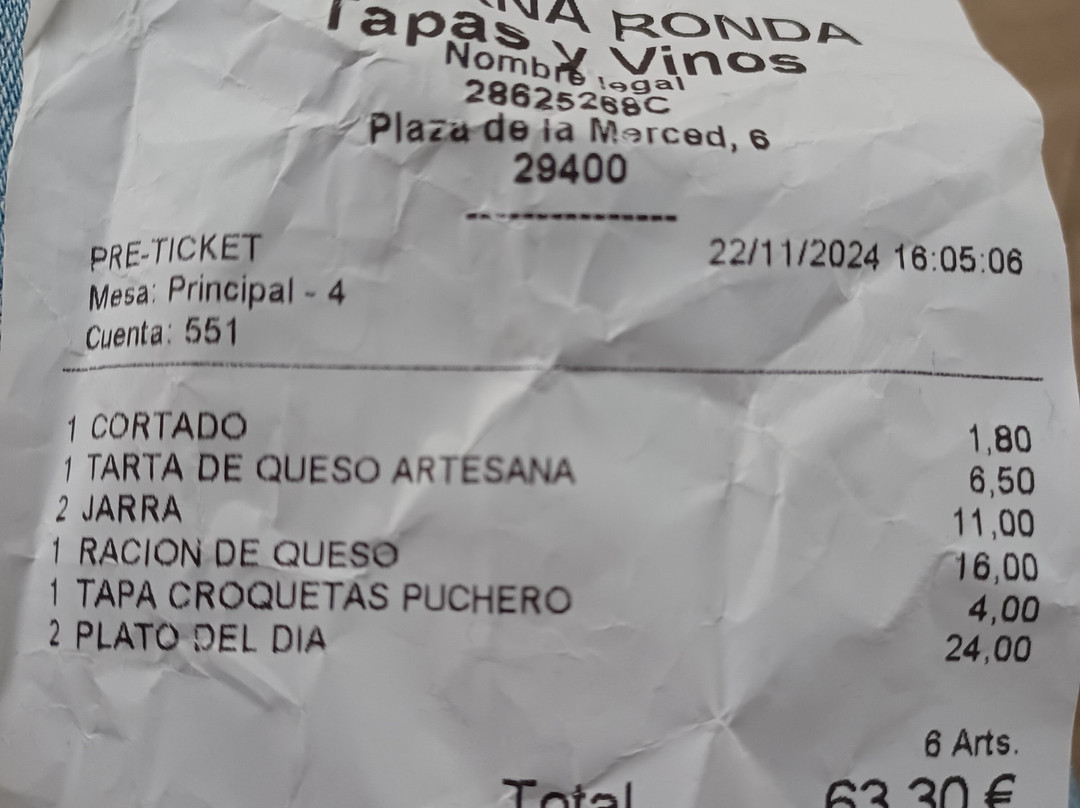 RONDA
Tapas y Vinos
Nombre legal
28625268C
Plaza de la Merced, 6
29400
PRE-TICKET 22/11/2024 16:05:06
Mesa: Principal - 4
Cuenta: 551
1 CORTADO 1,80
1 TARTA DE QUESO ARTESANA 6,50
2 JARRA 11,00
1 RACION DE QUESO 16,00
1 TAPA CROQUETAS PUCHERO 4,00
2 PLATO DEL DIA 24,00
6 Arts.
Total 63,30 €